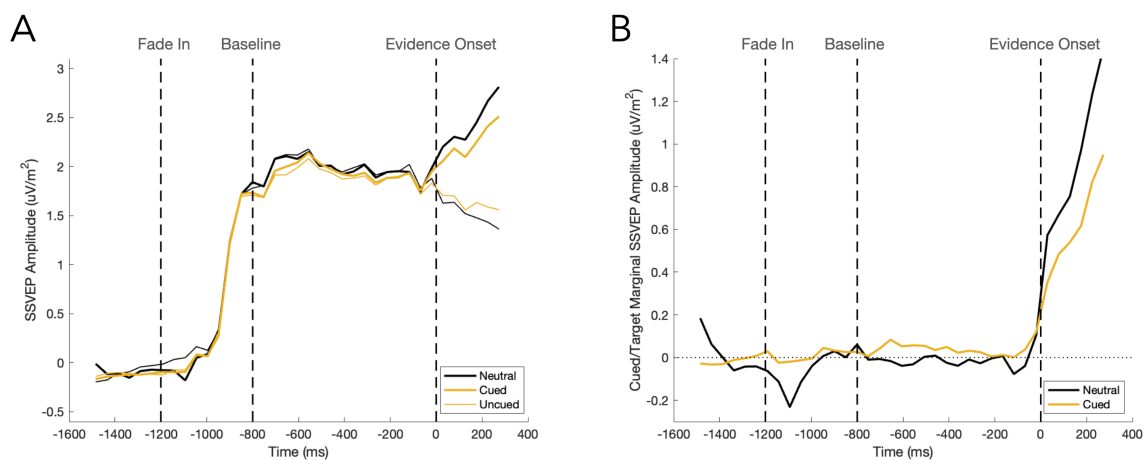 A
Fade In Baseline Evidence Onset
SSVEP Amplitude (uV/m²)
3
2.5
2
1.5
1
0.5
0
-0.5
-1600 -1400 -1200 -1000 -800 -600 -400 -200 0 200 400
Time (ms)
Neutral
Cued
Uncued
B
Fade In Baseline Evidence Onset
Cued/Target Marginal SSVEP Amplitude (uV/m²)
1.4
1.2
1
0.8
0.6
0.4
0.2
0
-0.2
-1600 -1400 -1200 -1000 -800 -600 -400 -200 0 200 400
Time (ms)
Neutral
Cued